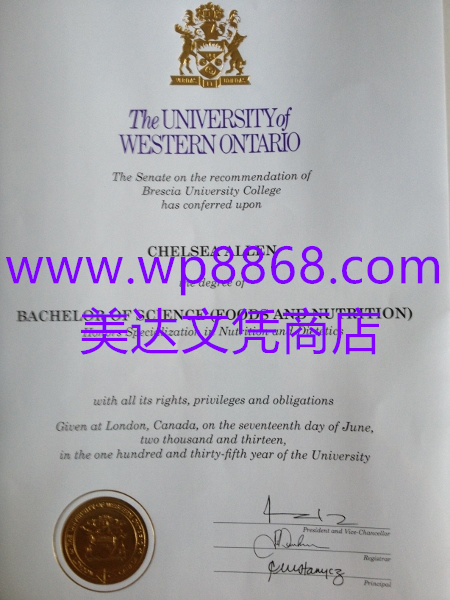 The UNIVERSITY of
WESTERN ONTARIO
The Senate on the recommendation of
Brescia University College
has conferred upon
CHELSEA ALLEN
www.wp8868.com
the degree of
BACHELOR OF SCIENCE (FOODS AND NUTRITION)
美达文凭商店
Honors Specialization in Nutrition and Dietetics
with all its rights, privileges and obligations
Given at London, Canada, on the seventeenth day of June,
two thousand and thirteen,
in the one hundred and thirty-fifth year of the University
President and Vice-Chancellor
Registrar
Principal